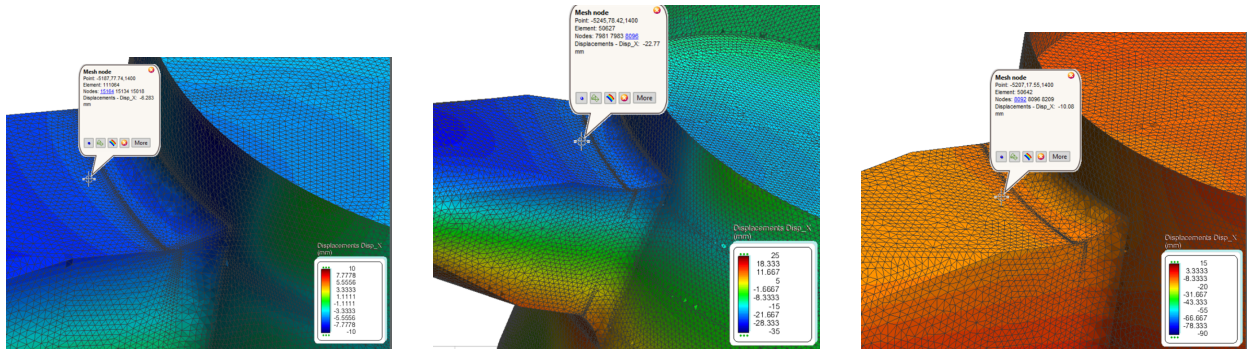 Mesh node
Point: -5187,77.74,1400
Element: 111064
Nodes: 15164 15134 15018
Displacements - Disp_X: -6.283
mm
More
Displacements Disp_X
(mm)
10
7.7778
5.5556
3.3333
1.1111
-1.1111
-3.3333
-5.5556
-7.7778
-10
Mesh node
Point: -5245,78.42,1400
Element: 50627
Nodes: 7981 7983 8096
Displacements - Disp_X: -22.77
mm
More
Displacements Disp_X
(mm)
25
18.333
11.667
5
-1.6667
-8.3333
-15
-21.667
-28.333
-35
Mesh node
Point: -5207,17.55,1400
Element: 50642
Nodes: 8092 8096 8209
Displacements - Disp_X: -10.08
mm
More
Displacements Disp_X
(mm)
15
3.3333
-8.3333
-20
-31.667
-43.333
-55
-66.667
-78.333
-90